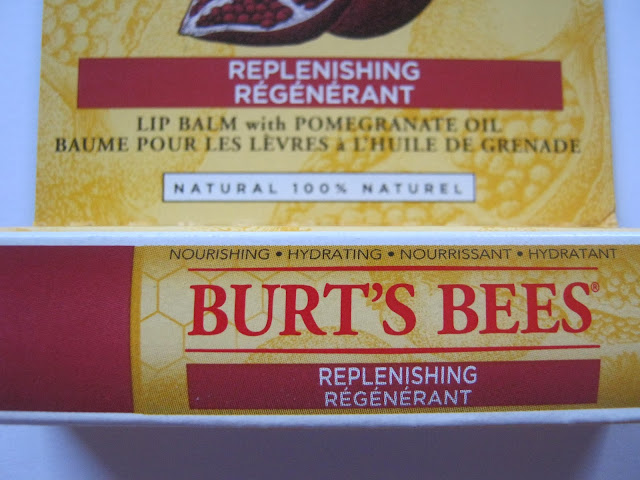 REPLENISHING
RÉGÉNÉRANT
LIP BALM with POMEGRANATE OIL
BAUME POUR LES LÈVRES à L'HUILE DE GRENADE
NATURAL 100% NATUREL
NOURISHING • HYDRATING • NOURRISSANT • HYDRATANT
BURT'S BEES®
REPLENISHING
RÉGÉNÉRANT